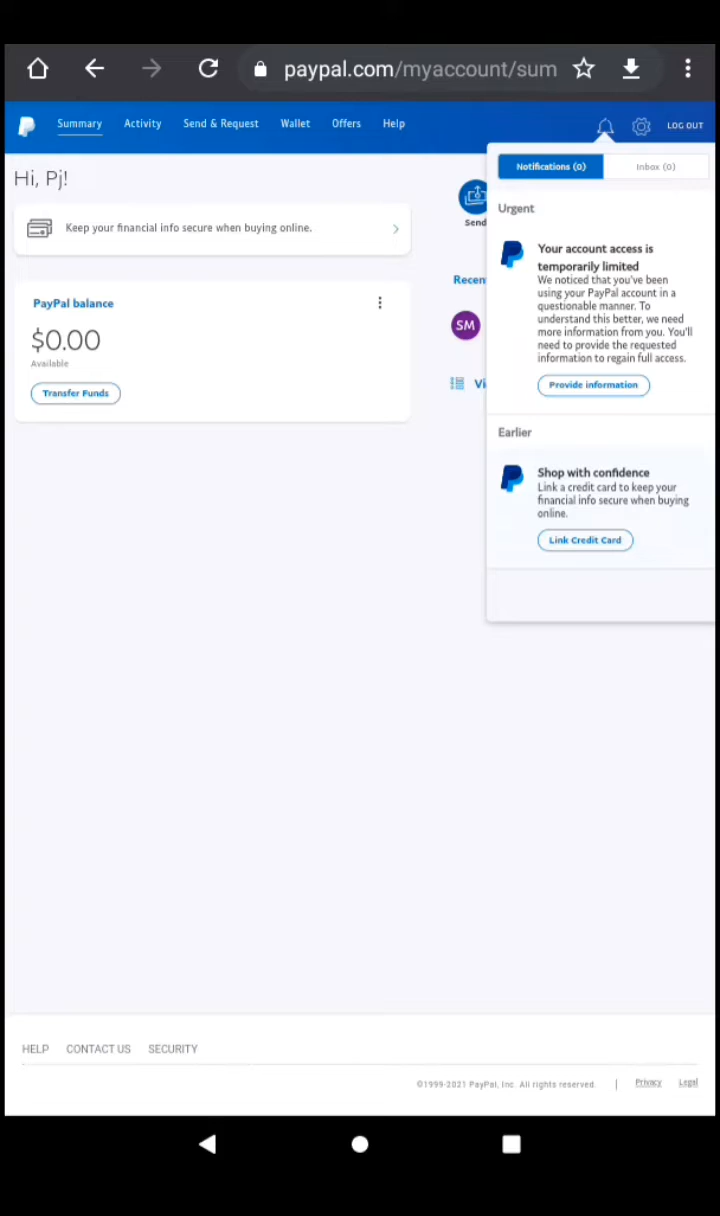 paypal.com/myaccount/sum
Summary Activity Send & Request Wallet Offers Help LOG OUT
Hi, Pj!
Keep your financial info secure when buying online.
PayPal balance
$0.00
Available
Transfer Funds
Send
Recen
SM
Vi
Notifications (0) Inbox (0)
Urgent
Your account access is
temporarily limited
We noticed that you've been
using your PayPal account in a
questionable manner. To
understand this better, we need
more information from you. You'll
need to provide the requested
information to regain full access.
Provide information
Earlier
Shop with confidence
Link a credit card to keep your
financial info secure when buying
online.
Link Credit Card
HELP CONTACT US SECURITY
©1999-2021 PayPal, Inc. All rights reserved. | Privacy Legal